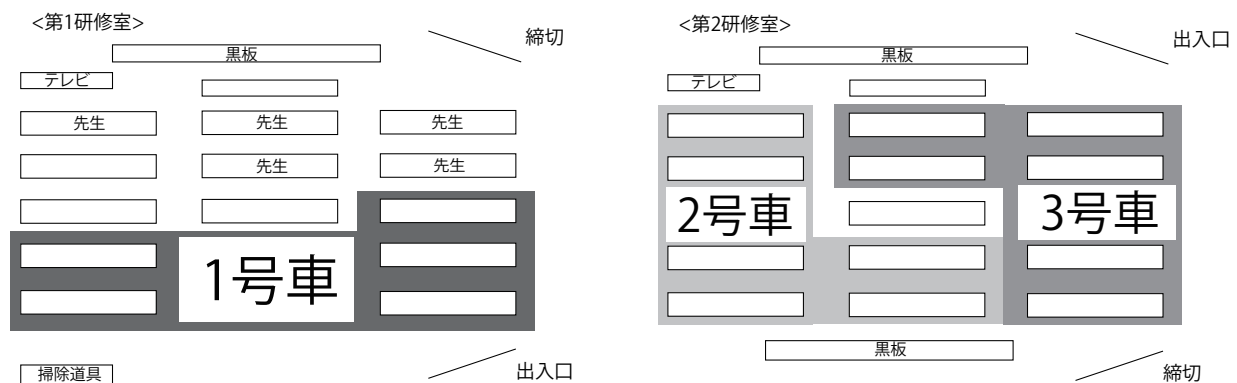 <第1研修室>
締切
黒板
テレビ
先生
先生
先生
先生
先生
1号車
掃除道具
出入口
<第2研修室>
出入口
黒板
テレビ
2号車
3号車
黒板
締切